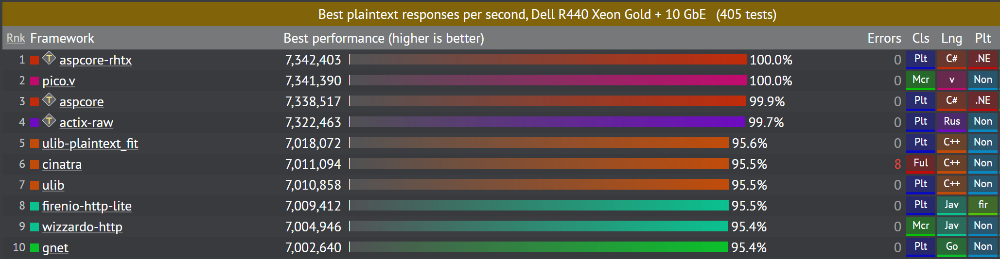 Best plaintext responses per second, Dell R440 Xeon Gold + 10 GbE (405 tests)
Rnk Framework Best performance (higher is better) Errors Cls Lng Plt
1 T aspcore-rhtx 7,342,403 100.0% 0 Plt C# .NE
2 pico.v 7,341,390 100.0% 0 Mcr v Non
3 T aspcore 7,338,517 99.9% 0 Plt C# .NE
4 T actix-raw 7,322,463 99.7% 0 Plt Rus Non
5 ulib-plaintext_fit 7,018,072 95.6% 0 Plt C++ Non
6 cinatra 7,011,094 95.5% 8 Ful C++ Non
7 ulib 7,010,858 95.5% 0 Plt C++ Non
8 firenio-http-lite 7,009,412 95.5% 0 Plt Jav fir
9 wizzardo-http 7,004,946 95.4% 0 Mcr Jav Non
10 gnet 7,002,640 95.4% 0 Plt Go Non